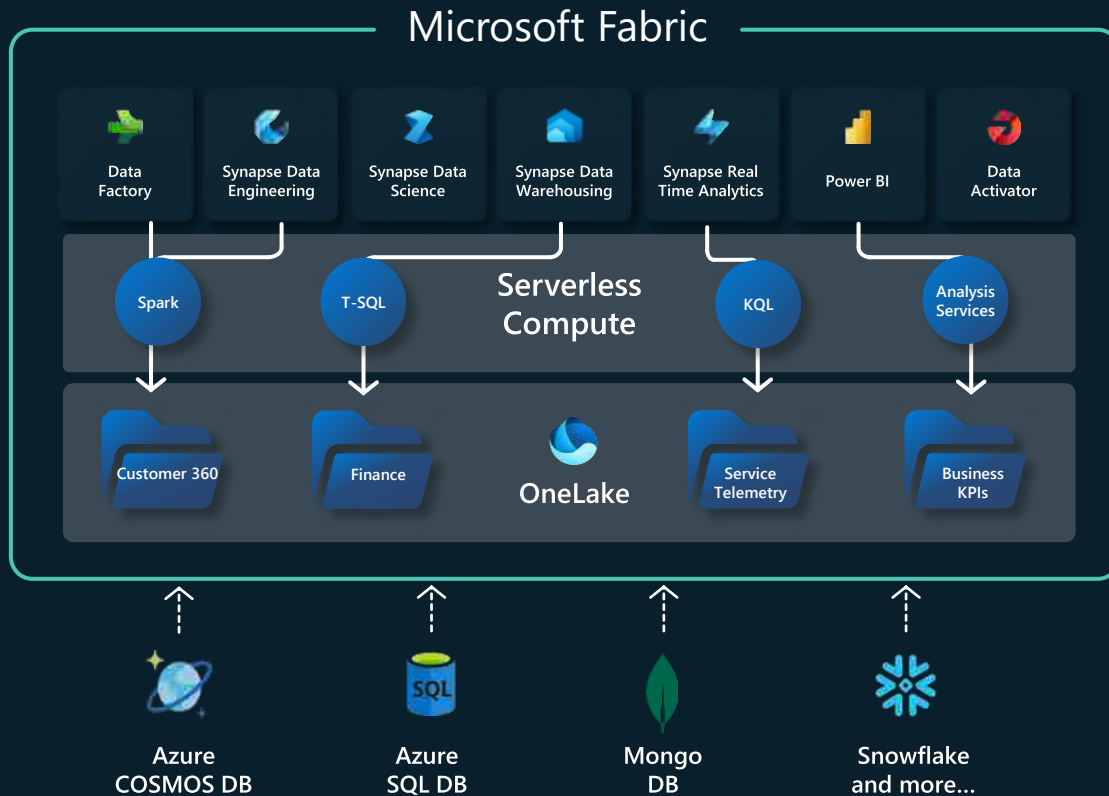 Microsoft Fabric
Data
Factory
Synapse Data
Engineering
Synapse Data
Science
Synapse Data
Warehousing
Synapse Real
Time Analytics
Power BI
Data
Activator
Serverless
Compute
Spark
T-SQL
KQL
Analysis
Services
Customer 360
Finance
OneLake
Service
Telemetry
Business
KPIs
SQL
Azure
COSMOS DB
Azure
SQL DB
Mongo
DB
Snowflake
and more...